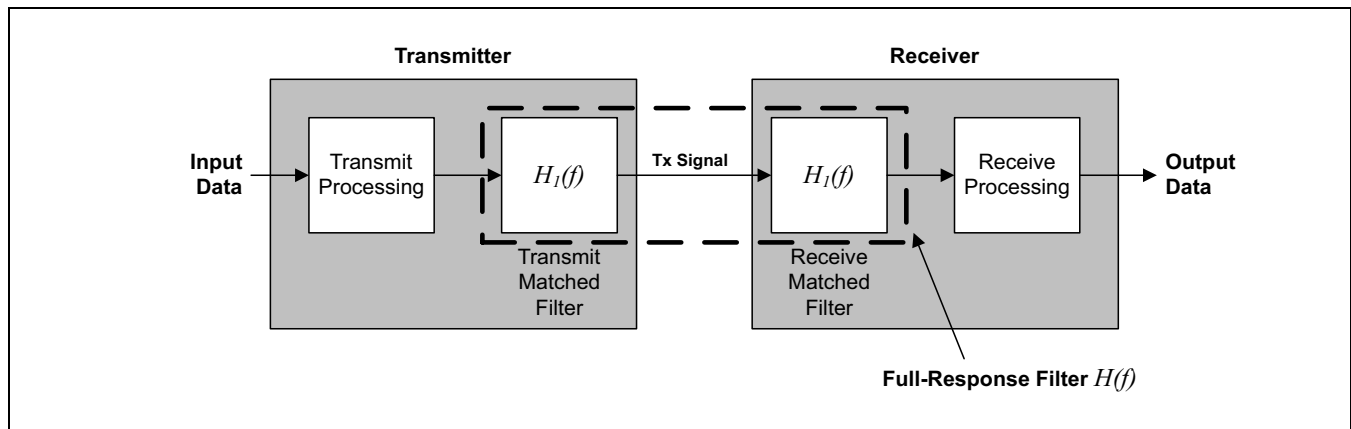 Transmitter
Receiver
Input
Data
Transmit
Processing
H₁(f)
Tx Signal
H₁(f)
Receive
Processing
Output
Data
Transmit
Matched
Filter
Receive
Matched
Filter
Full-Response Filter H(f)